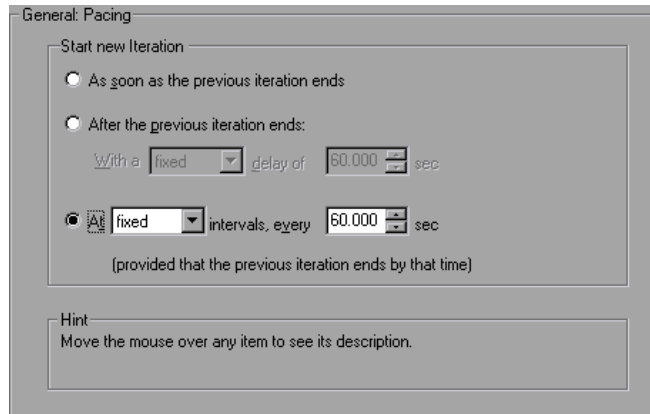 General: Pacing
Start new Iteration
As soon as the previous iteration ends
After the previous iteration ends:
With a fixed delay of 60.000 sec
At fixed intervals, every 60.000 sec
(provided that the previous iteration ends by that time)
Hint
Move the mouse over any item to see its description.